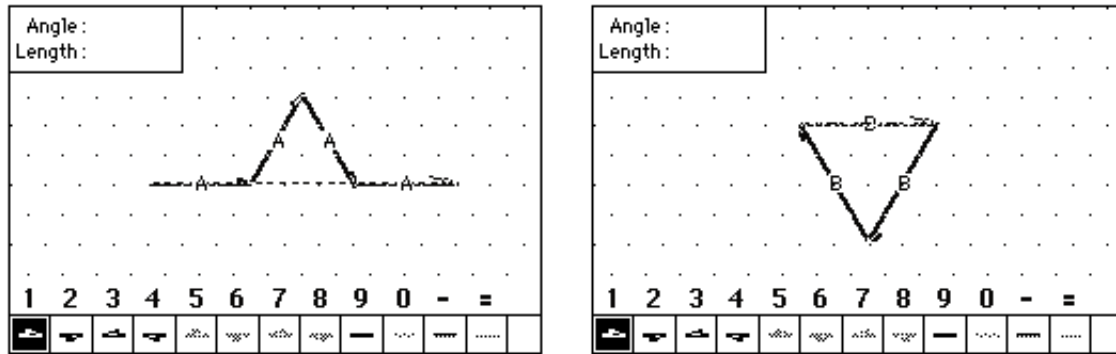 Angle :
Length :
A A
A A
1 2 3 4 5 6 7 8 9 0 - =
Angle :
Length :
B
B B
1 2 3 4 5 6 7 8 9 0 - =